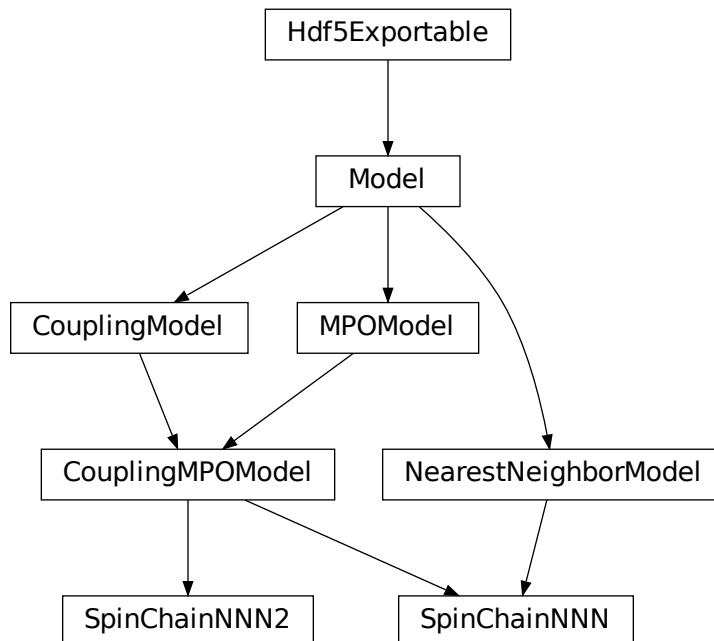 Hdf5Exportable
Model
CouplingModel
MPOModel
CouplingMPOModel
NearestNeighborModel
SpinChainNNN2
SpinChainNNN